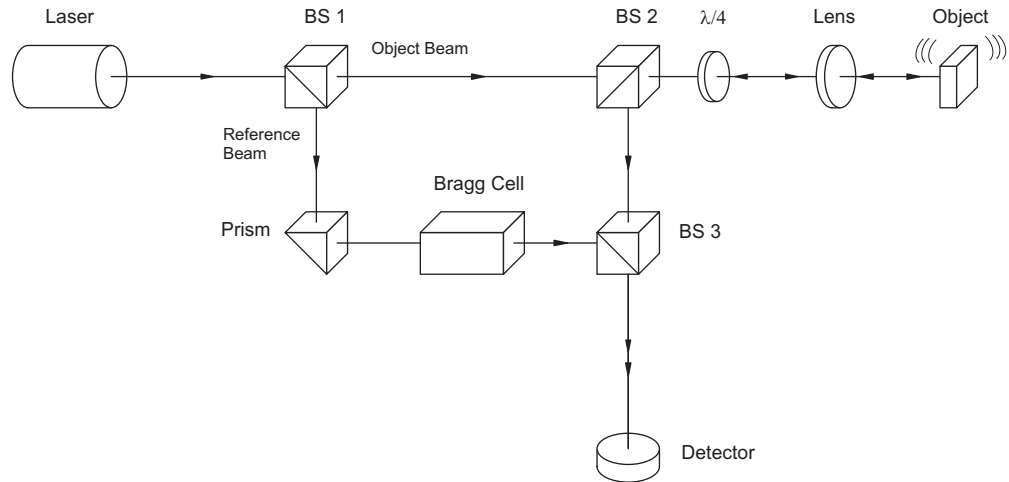 Laser
BS 1
BS 2
λ/4
Lens
Object
Object Beam
Reference
Beam
Bragg Cell
Prism
BS 3
Detector